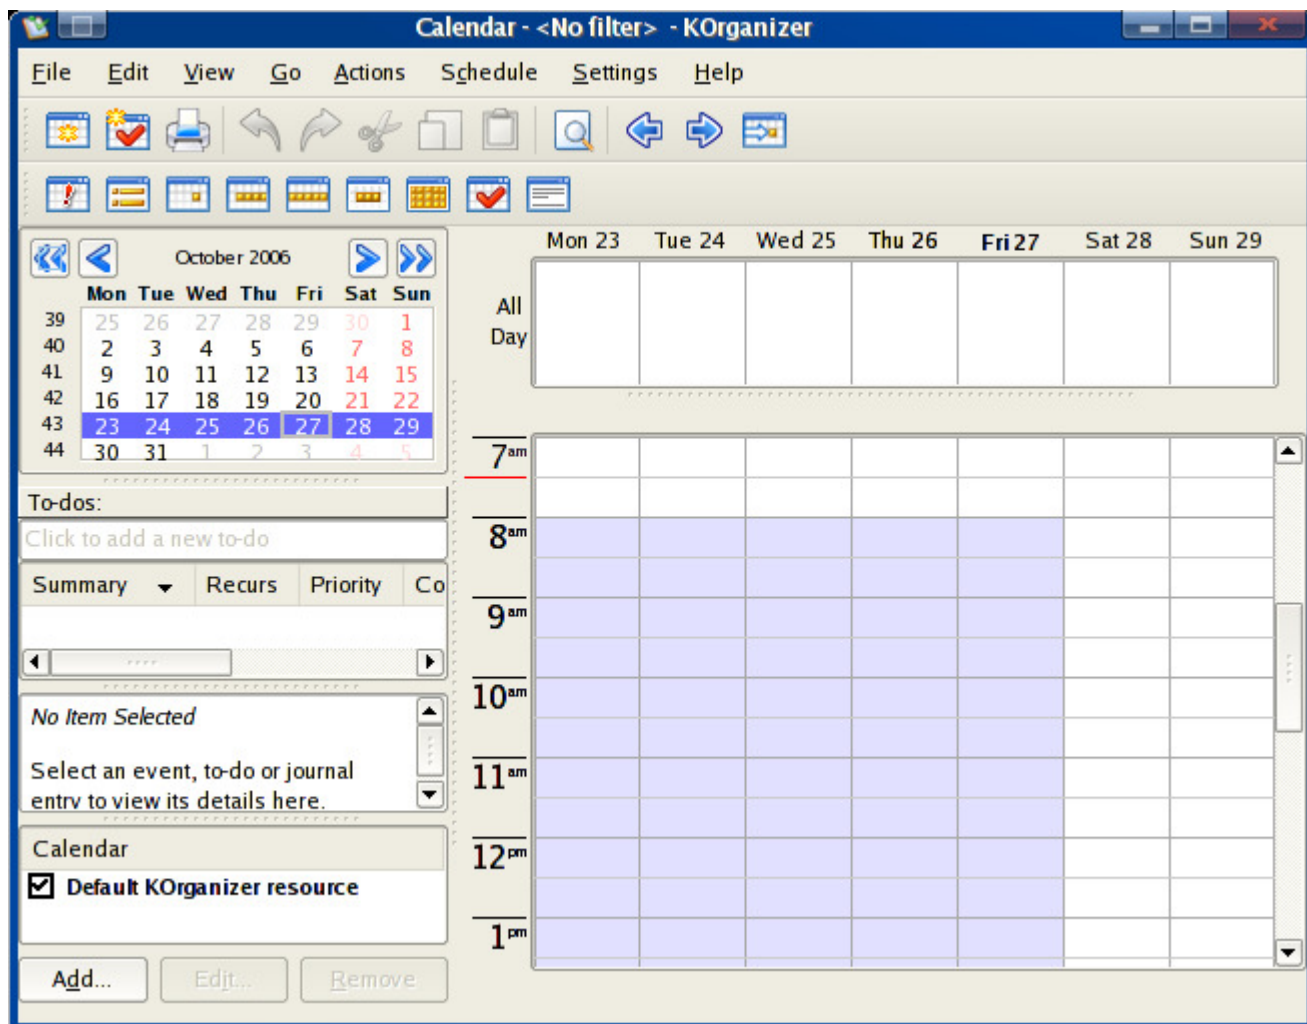 Calendar - <No filter> - KOrganizer
File Edit View Go Actions Schedule Settings Help
October 2006
Mon Tue Wed Thu Fri Sat Sun
39 25 26 27 28 29 30 1
40 2 3 4 5 6 7 8
41 9 10 11 12 13 14 15
42 16 17 18 19 20 21 22
43 23 24 25 26 27 28 29
44 30 31 1 2 3 4 5
To-dos:
Click to add a new to-do
Summary Recurs Priority Co
No Item Selected
Select an event, to-do or journal
entry to view its details here.
Calendar
Default KOrganizer resource
Add... Edit... Remove
Mon 23 Tue 24 Wed 25 Thu 26 Fri 27 Sat 28 Sun 29
All
Day
7am
8am
9am
10am
11am
12pm
1pm